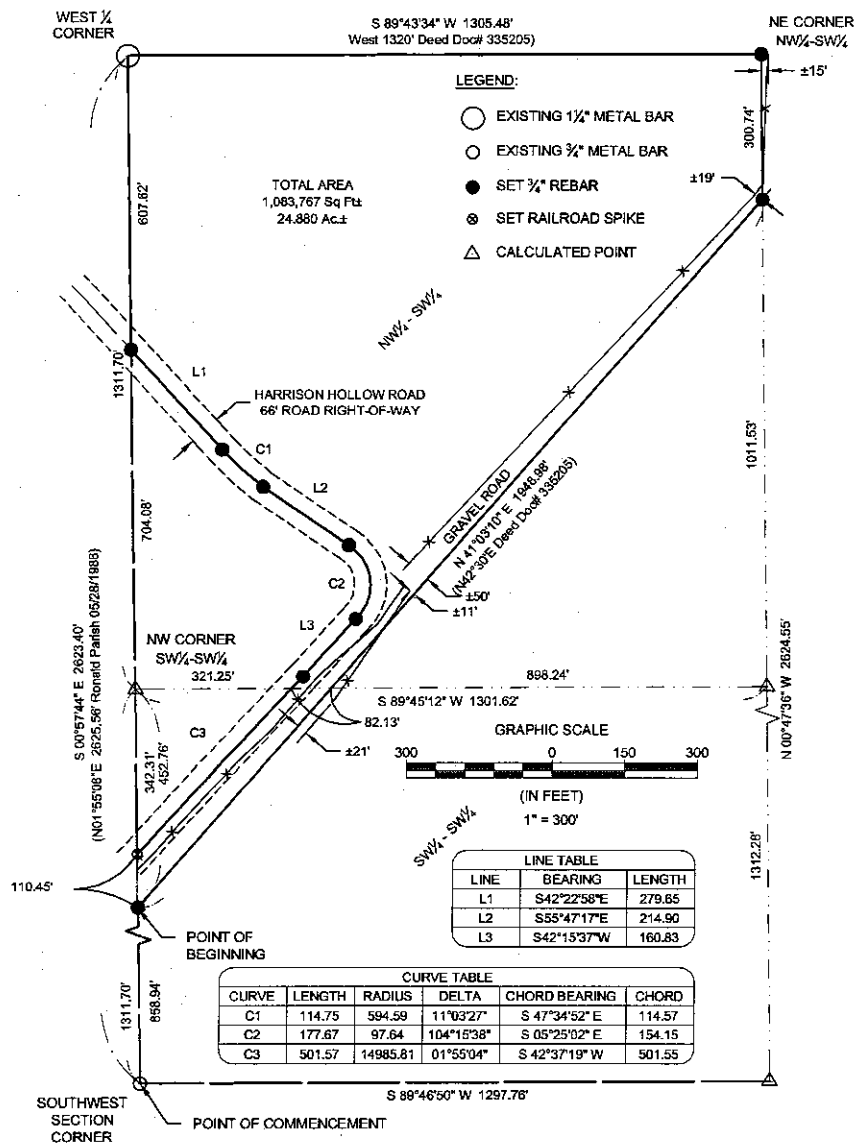 WEST ¼
CORNER
S 89°43'34" W 1305.48'
West 1320' Deed Doc# 335205)
NE CORNER
NW¼-SW¼
±15'
300.74'
±19'
LEGEND:
EXISTING 1¼" METAL BAR
EXISTING ¾" METAL BAR
SET ¾" REBAR
SET RAILROAD SPIKE
CALCULATED POINT
TOTAL AREA
1,083,767 Sq Ft±
24.880 Ac.±
607.62'
NW¼ - SW¼
L1
HARRISON HOLLOW ROAD
66' ROAD RIGHT-OF-WAY
1311.70'
C1
L2
1011.53'
GRAVEL ROAD
N 41°03'10" E 1948.98'
(N42°30'E Deed Doc# 335205)
704.08'
C2
±50'
±11'
L3
S 00°57'44" E 2623.40'
(N01°55'06"E 2625.56' Ronald Parish 05/28/1988)
NW CORNER
SW¼-SW¼
321.25'
898.24'
S 89°45'12" W 1301.62'
82.13'
N 00°47'36" W 2624.55'
C3
±21'
342.31'
452.76'
GRAPHIC SCALE
300 0 150 300
(IN FEET)
1" = 300'
SW¼ - SW¼
1312.28'
110.45'
POINT OF
BEGINNING
LINE TABLE
LINE BEARING LENGTH
L1 S42°22'58"E 279.65
L2 S55°47'17"E 214.90
L3 S42°15'37"W 160.83
CURVE TABLE
CURVE LENGTH RADIUS DELTA CHORD BEARING CHORD
C1 114.75 594.59 11°03'27" S 47°34'52" E 114.57
C2 177.67 97.64 104°15'38" S 05°25'02" E 154.15
C3 501.57 14985.81 01°55'04" S 42°37'19" W 501.55
1311.70'
858.94'
SOUTHWEST
SECTION
CORNER
POINT OF COMMENCEMENT
S 89°46'50" W 1297.76'